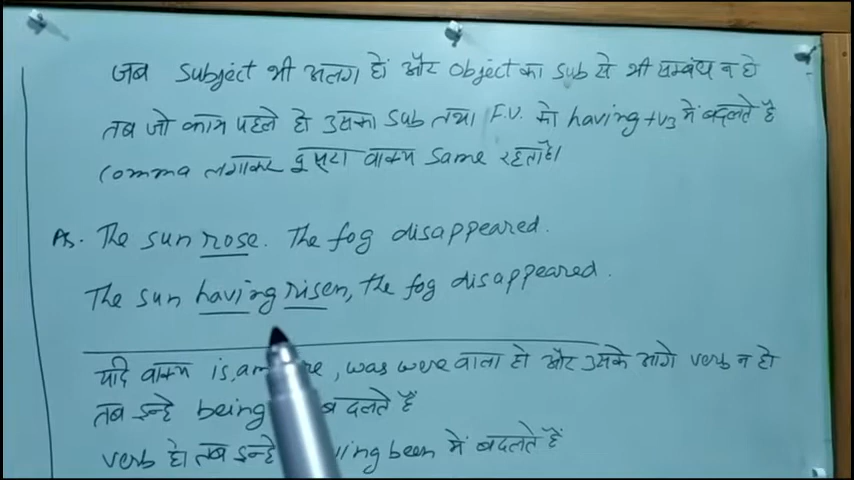 जब subject भी अलग हों और object का sub से भी सम्बंध न हो
तब जो काम पहले हो उसका sub तथा F.V. को having+v3 में बदलते है
comma लगाकर दूसरा वाक्य same रहता है।
As. The sun rose. The fog disappeared.
The sun having risen, the fog disappeared.
यदि वाक्य is, am, was were वाला हो और उसके आगे verb न हो
तब इन्हे being बदलते हैं
verb हो तब इन्हे been में बदलते हैं